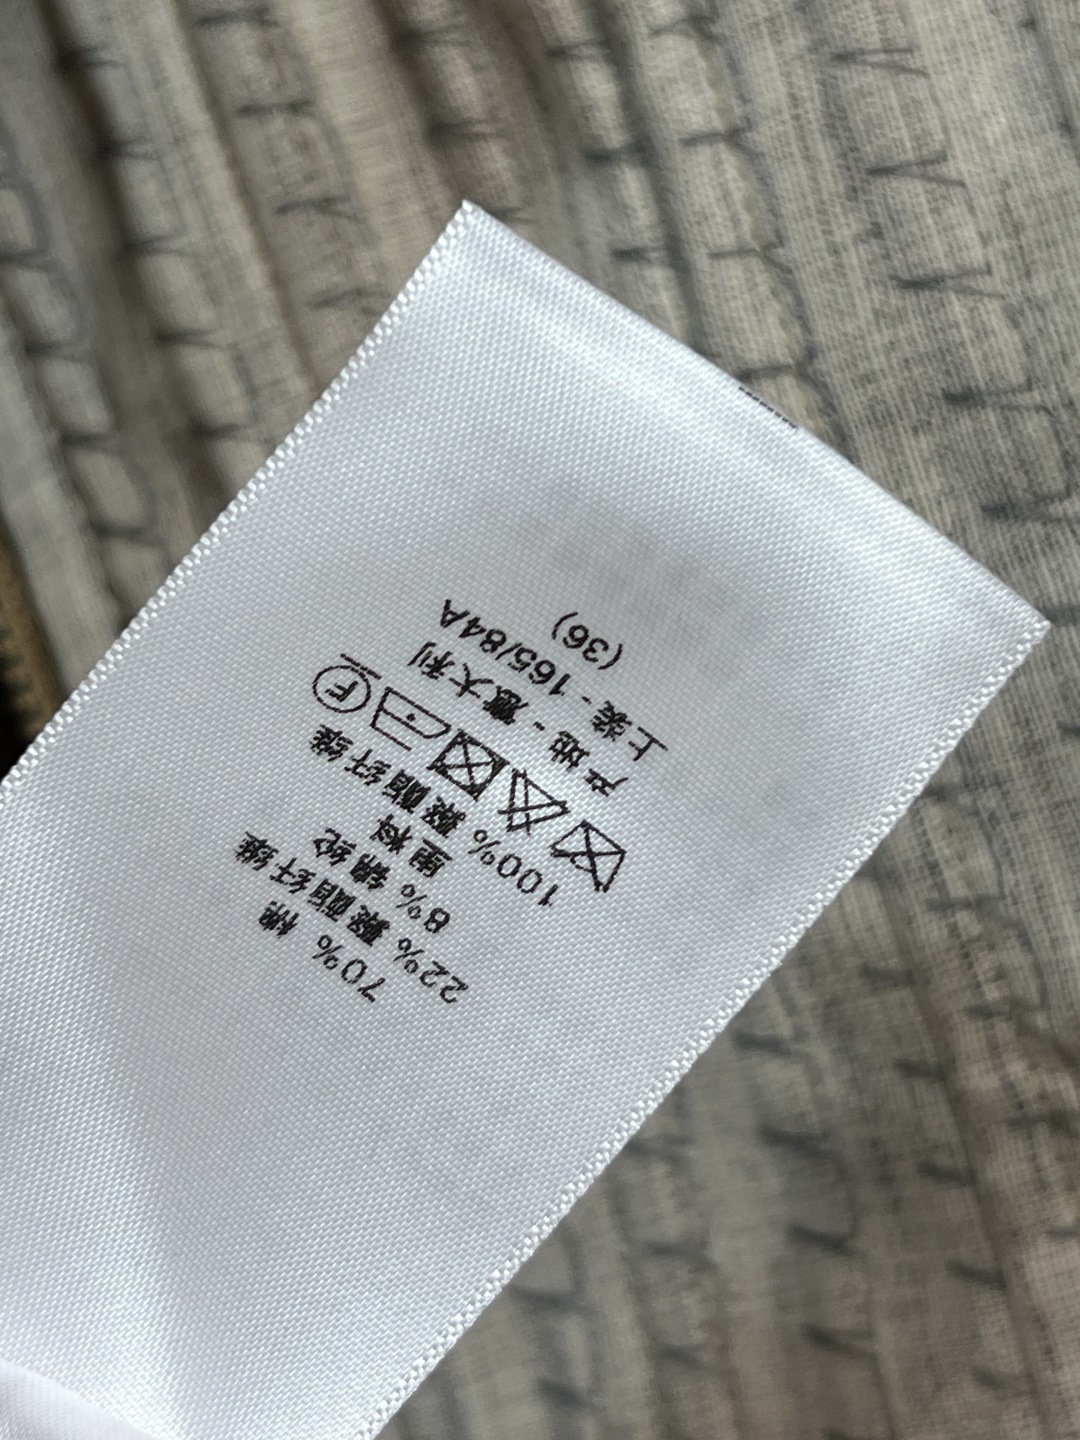 70% 棉
22% 聚酯纤维
8% 锦纶
里料
100% 聚酯纤维
F
产地 - 意大利
上装 - 165/84A
(36)